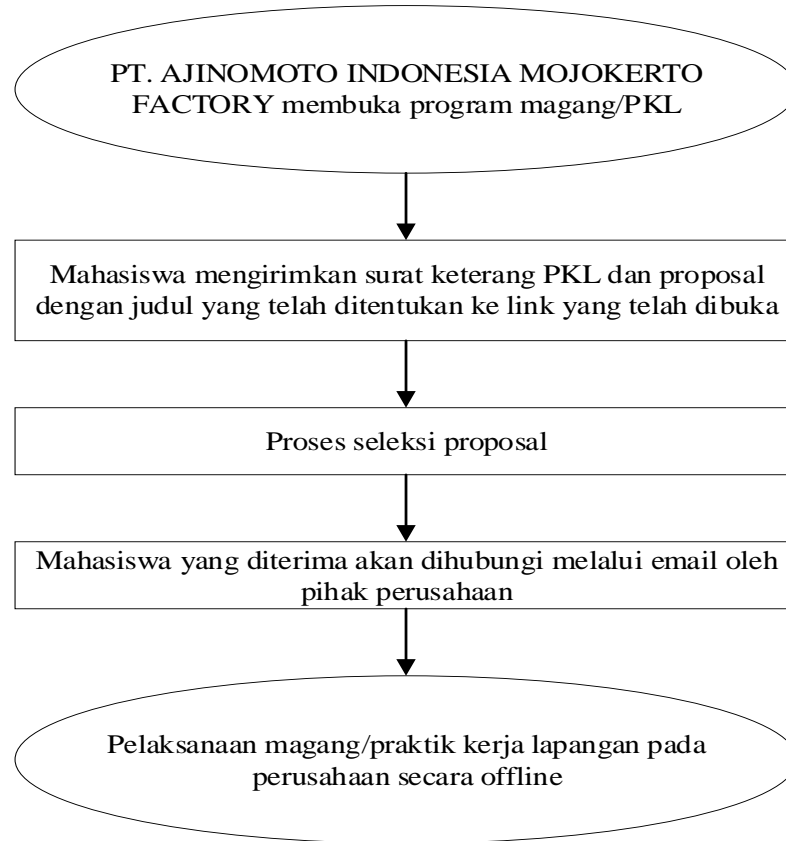 PT. AJINOMOTO INDONESIA MOJOKERTO
FACTORY membuka program magang/PKL
Mahasiswa mengirimkan surat keterang PKL dan proposal
dengan judul yang telah ditentukan ke link yang telah dibuka
Proses seleksi proposal
Mahasiswa yang diterima akan dihubungi melalui email oleh
pihak perusahaan
Pelaksanaan magang/praktik kerja lapangan pada
perusahaan secara offline